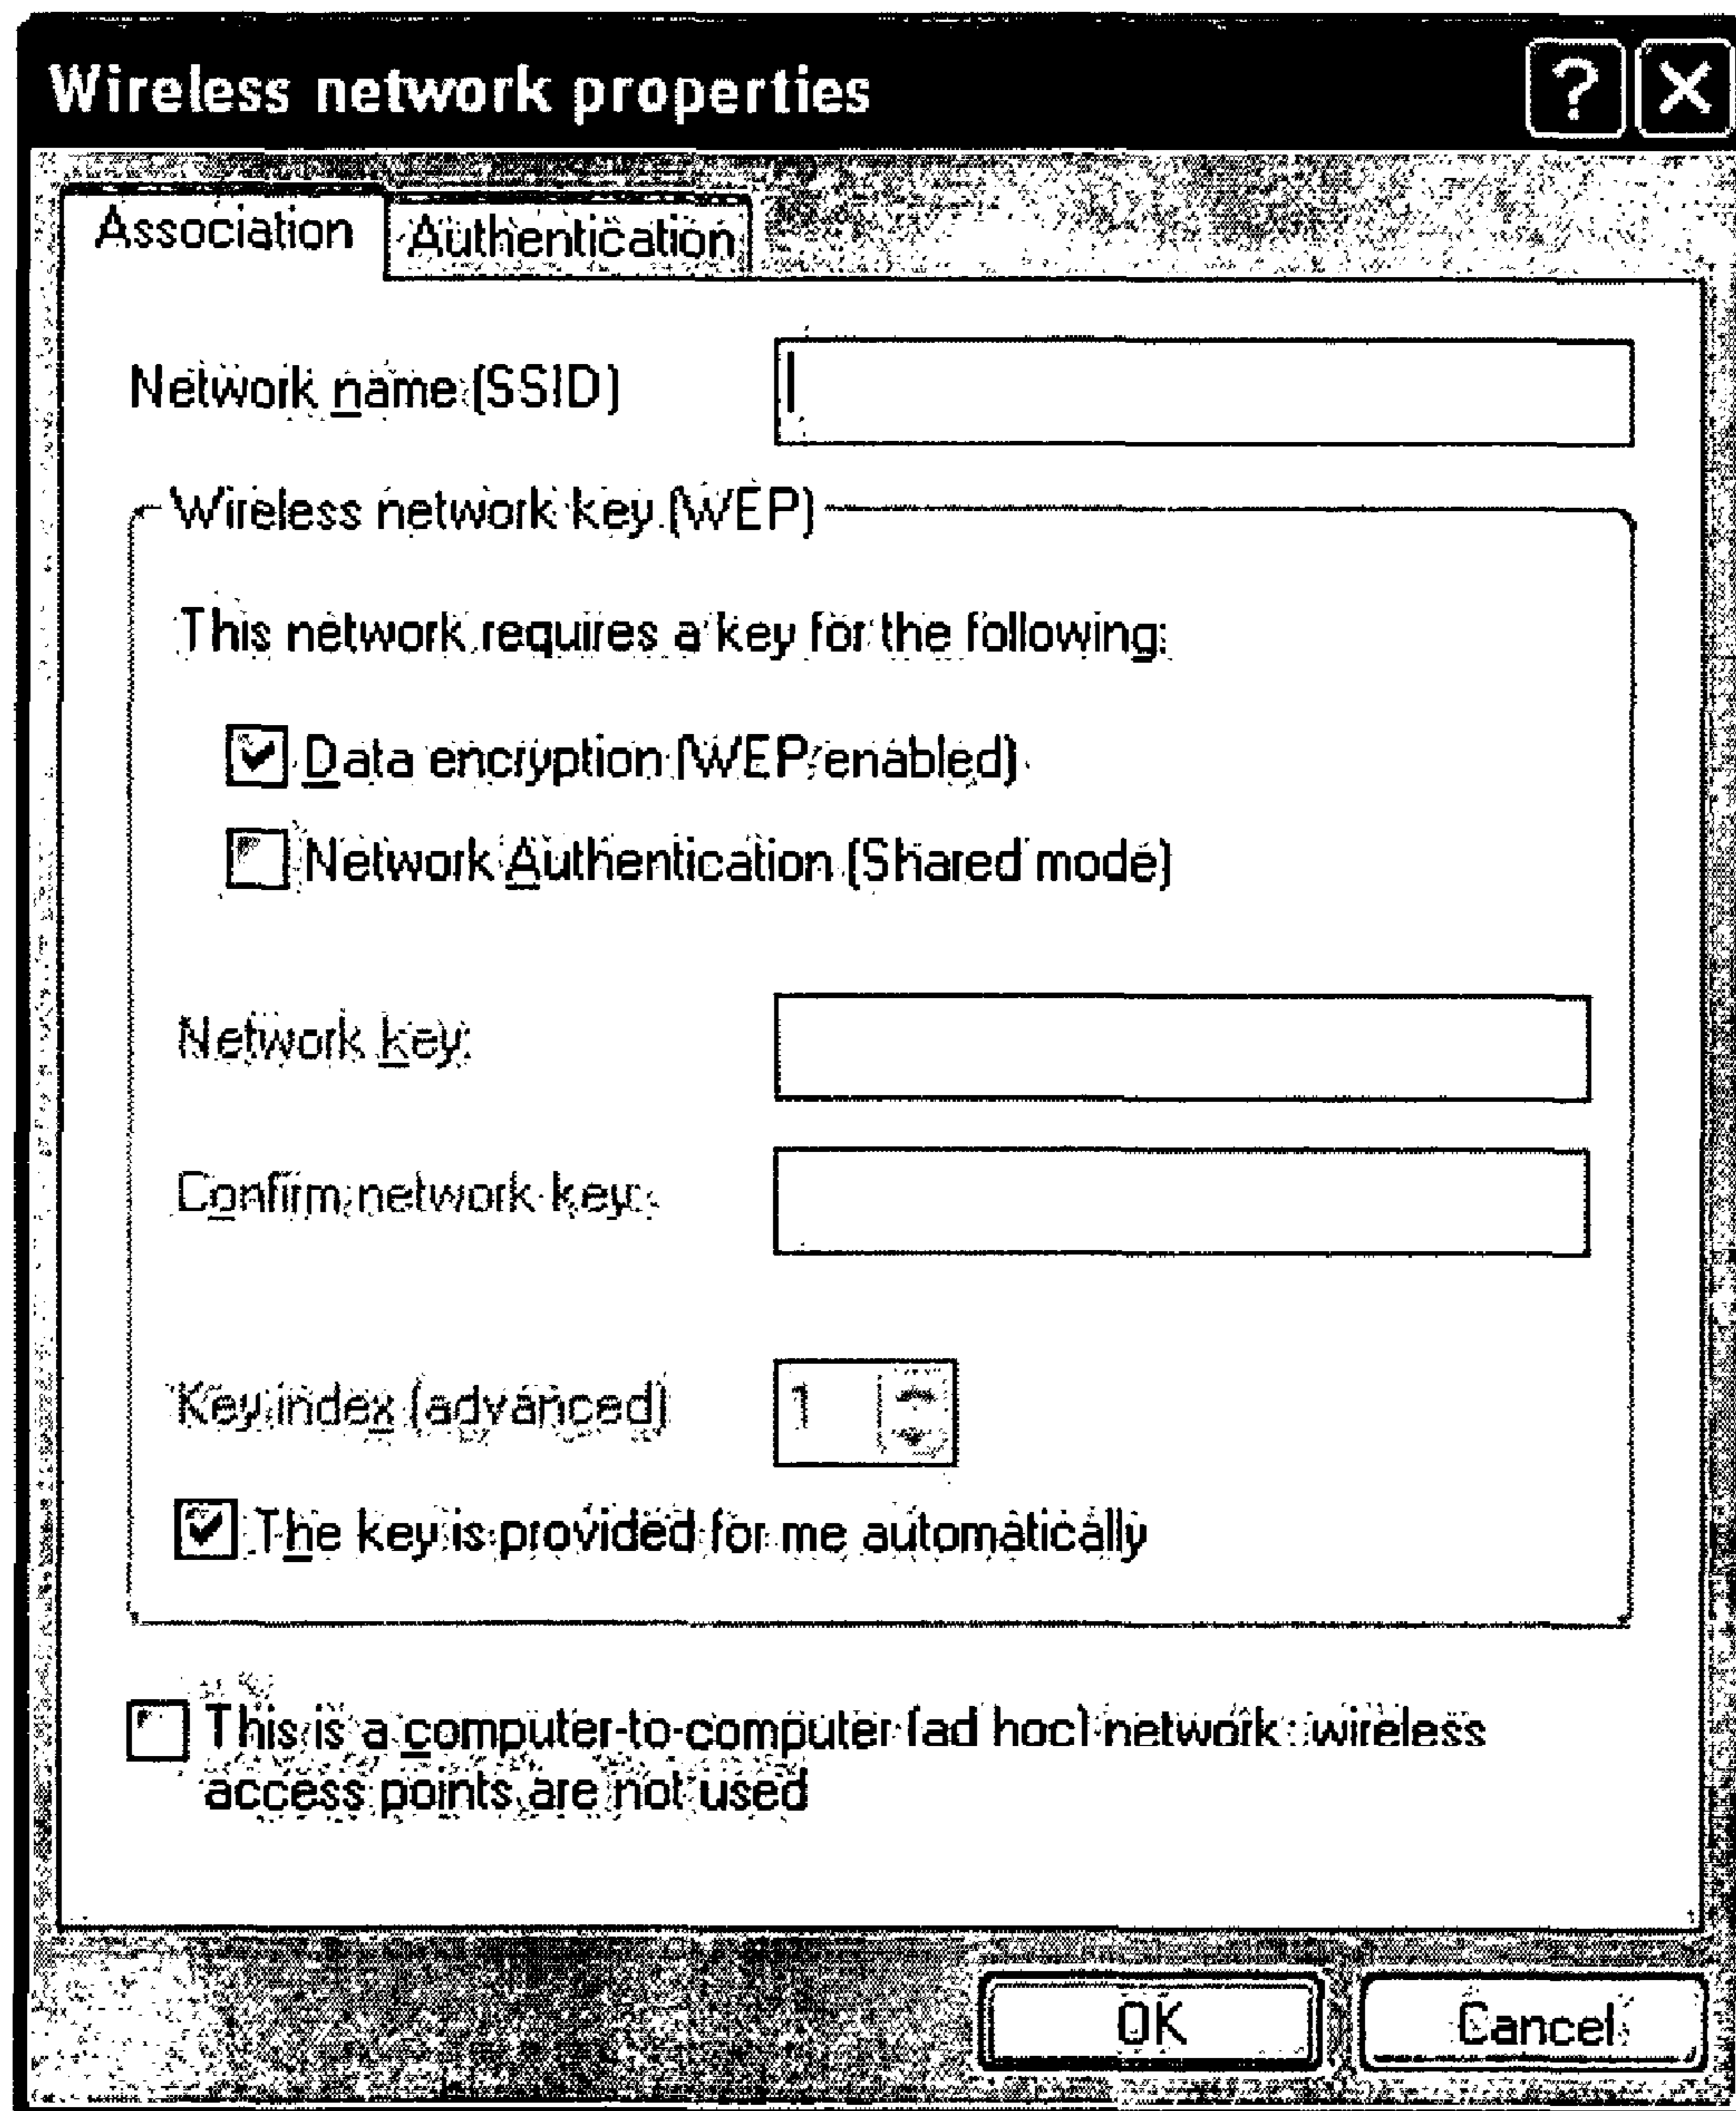 Wireless network properties
Association
Authentication
Network name (SSID)
Wireless network key (WEP)
This network requires a key for the following:
Data encryption (WEP enabled)
Network Authentication (Shared mode)
Network key:
Confirm network key:
Key index (advanced)
1
The key is provided for me automatically
This is a computer-to-computer (ad hoc) network: wireless
access points are not used
OK
Cancel